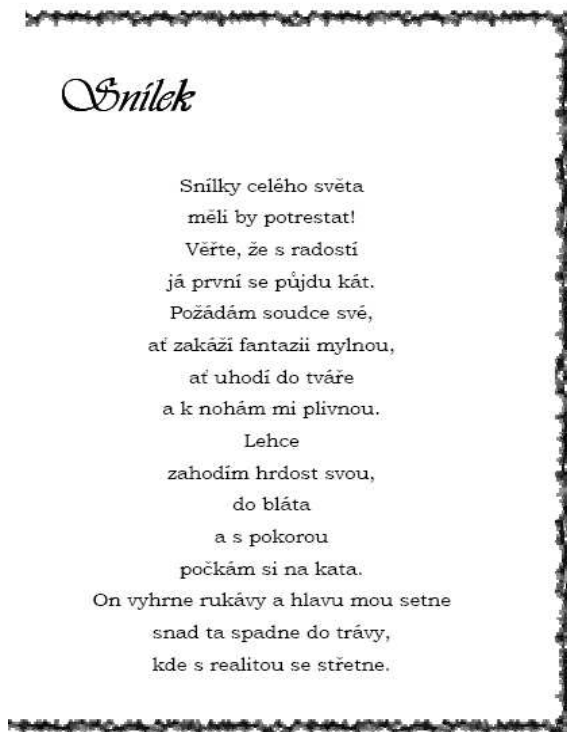 Snílek
Snílky celého světa
měli by potrestat!
Věřte, že s radostí
já první se půjdu kát.
Požádám soudce své,
ať zakáží fantazii mylnou,
ať uhodí do tváře
a k nohám mi plivnou.
Lehce
zahodím hrdost svou,
do bláta
a s pokorou
počkám si na kata.
On vyhrne rukávy a hlavu mou setne
snad ta spadne do trávy,
kde s realitou se střetne.